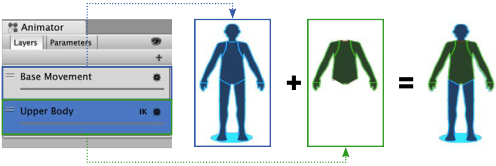 Animator
Layers Parameters
Base Movement
Upper Body IK